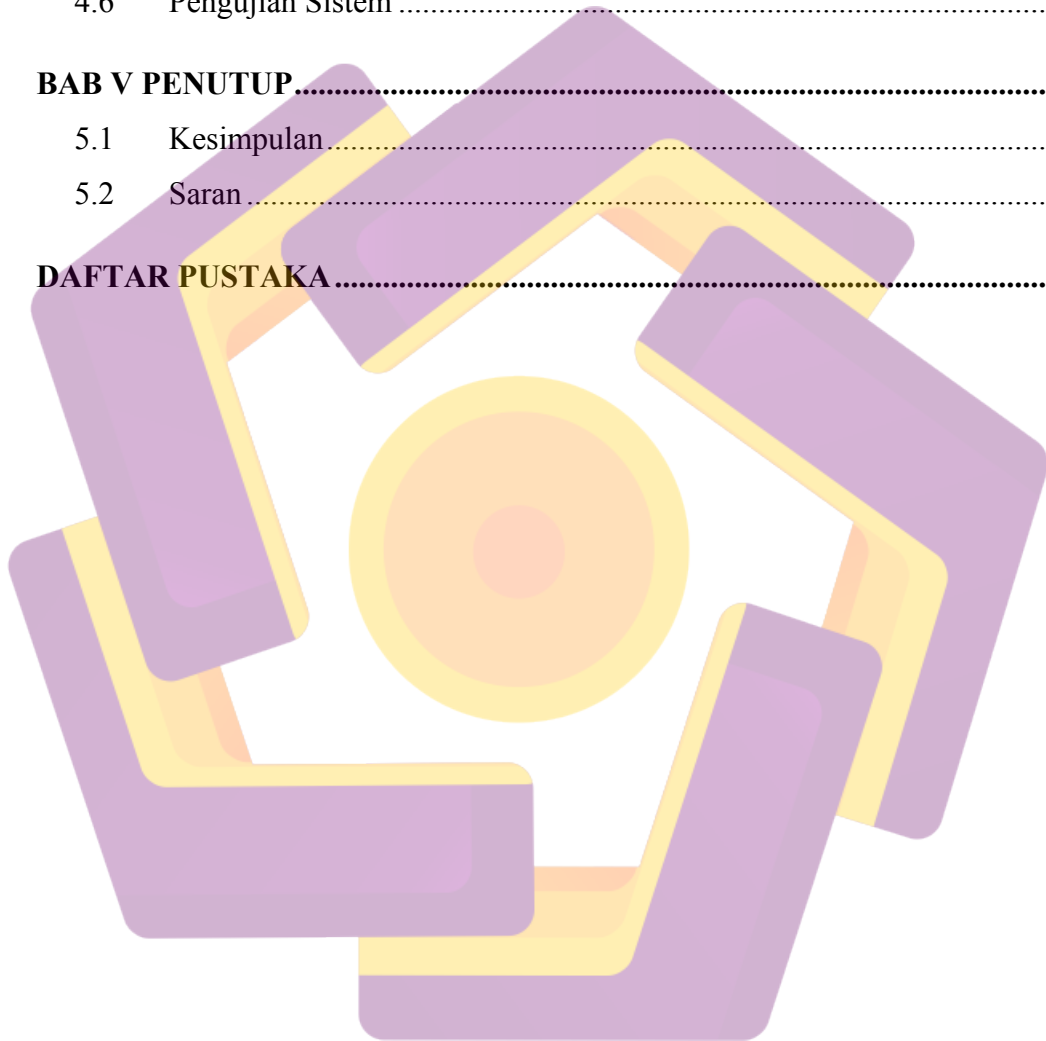 4.6 Pengujian Sistem ........................................................................
BAB V PENUTUP........................................................................
5.1 Kesimpulan........................................................................
5.2 Saran ........................................................................
DAFTAR PUSTAKA ........................................................................